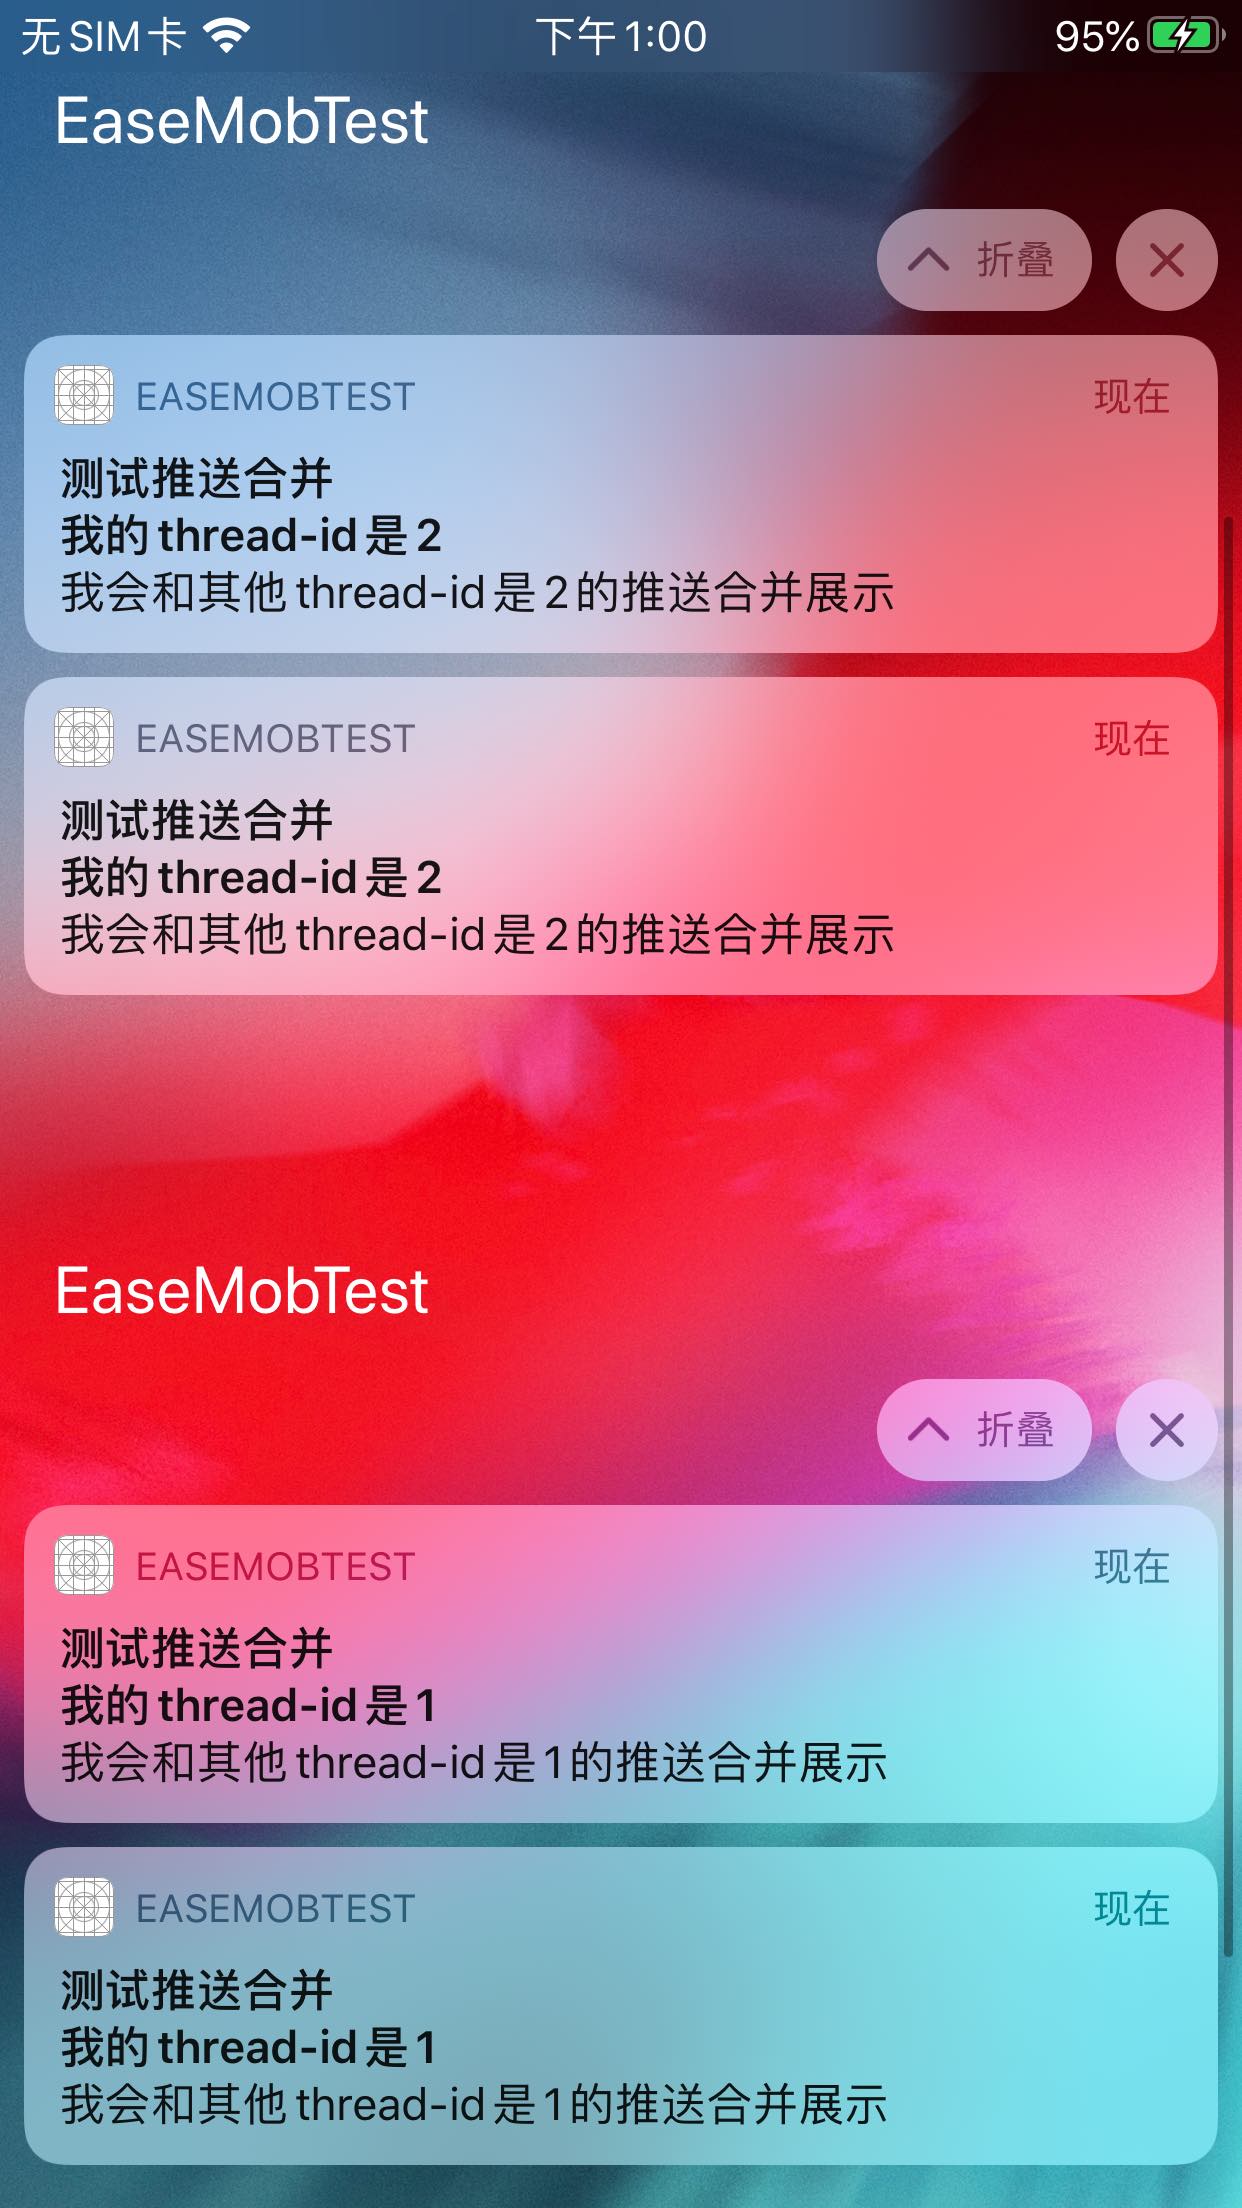 无SIM卡 下午1:00 95%
EaseMobTest
折叠
EASEMOBTEST 现在
测试推送合并
我的thread-id是2
我会和其他thread-id是2的推送合并展示
EASEMOBTEST 现在
测试推送合并
我的thread-id是2
我会和其他thread-id是2的推送合并展示
EaseMobTest
折叠
EASEMOBTEST 现在
测试推送合并
我的thread-id是1
我会和其他thread-id是1的推送合并展示
EASEMOBTEST 现在
测试推送合并
我的thread-id是1
我会和其他thread-id是1的推送合并展示